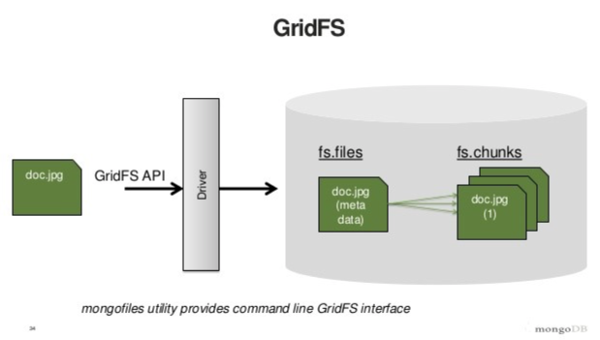 GridFS
fs.files
fs.chunks
doc.jpg
GridFS API
Driver
doc.jpg
(meta
data)
doc.jpg
(1)
mongofiles utility provides command line GridFS interface
34
mongoDB